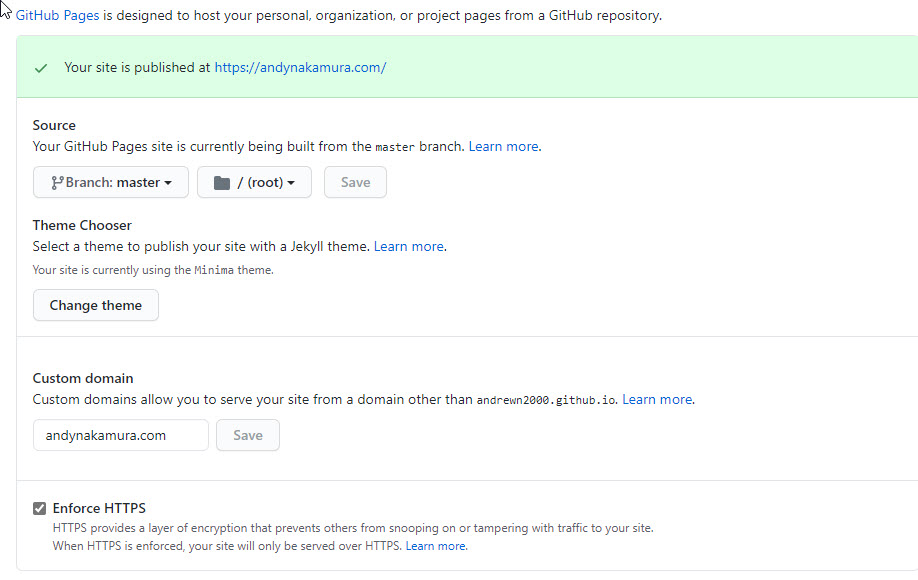 GitHub Pages is designed to host your personal, organization, or project pages from a GitHub repository.
Your site is published at https://andynakamura.com/
Source
Your GitHub Pages site is currently being built from the master branch. Learn more.
Branch: master
/ (root)
Save
Theme Chooser
Select a theme to publish your site with a Jekyll theme. Learn more.
Your site is currently using the Minima theme.
Change theme
Custom domain
Custom domains allow you to serve your site from a domain other than andrewn2000.github.io. Learn more.
andynakamura.com
Save
Enforce HTTPS
HTTPS provides a layer of encryption that prevents others from snooping on or tampering with traffic to your site.
When HTTPS is enforced, your site will only be served over HTTPS. Learn more.